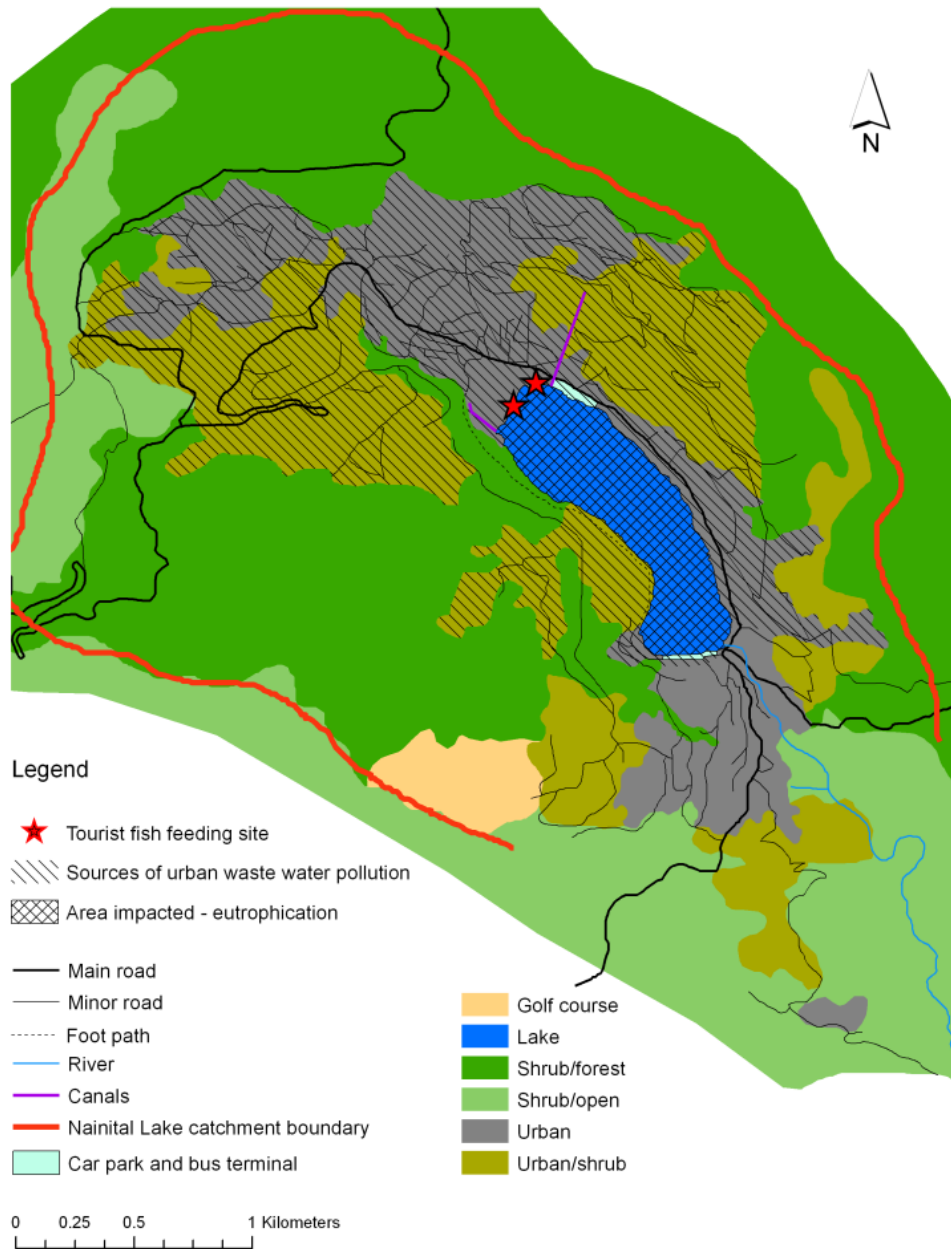 N
Legend
Tourist fish feeding site
Sources of urban waste water pollution
Area impacted - eutrophication
Main road
Minor road
Foot path
River
Canals
Nainital Lake catchment boundary
Car park and bus terminal
Golf course
Lake
Shrub/forest
Shrub/open
Urban
Urban/shrub
0 0.25 0.5 1 Kilometers